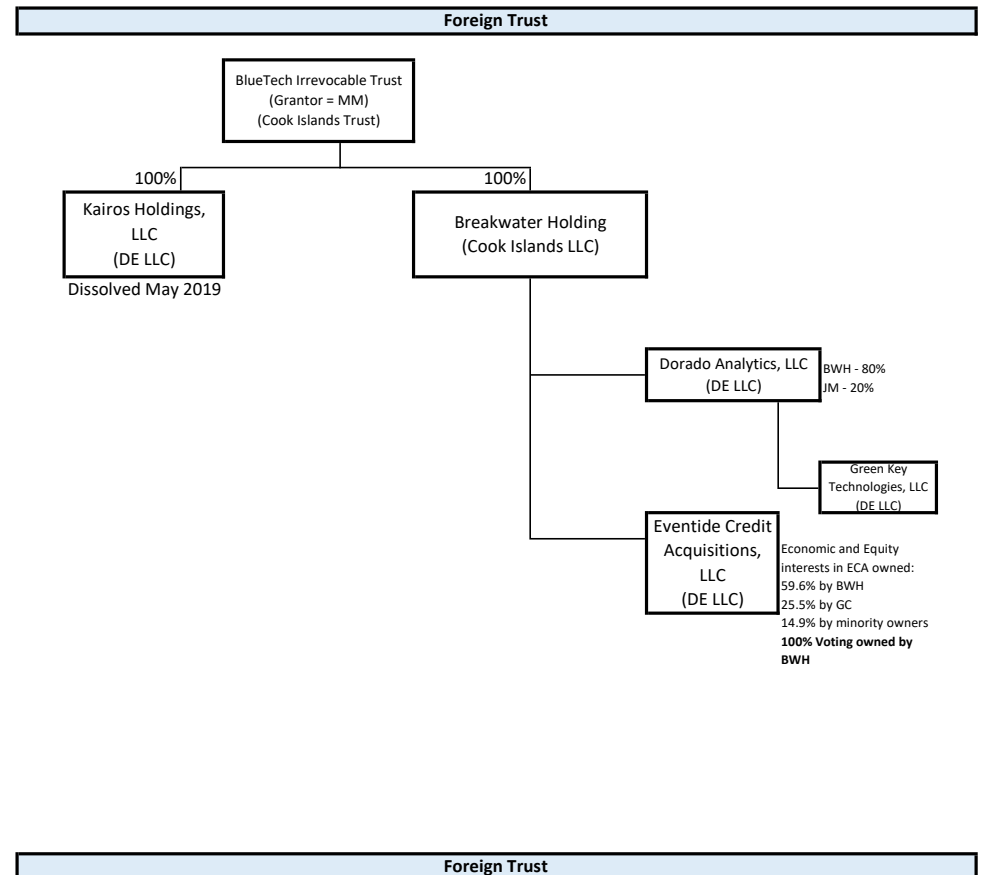 Foreign Trust
BlueTech Irrevocable Trust
(Grantor = MM)
(Cook Islands Trust)
100%
100%
Kairos Holdings,
LLC
(DE LLC)
Dissolved May 2019
Breakwater Holding
(Cook Islands LLC)
Dorado Analytics, LLC
(DE LLC)
BWH - 80%
JM - 20%
Green Key
Technologies, LLC
(DE LLC)
Eventide Credit
Acquisitions,
LLC
(DE LLC)
Economic and Equity
interests in ECA owned:
59.6% by BWH
25.5% by GC
14.9% by minority owners
100% Voting owned by
BWH
Foreign Trust